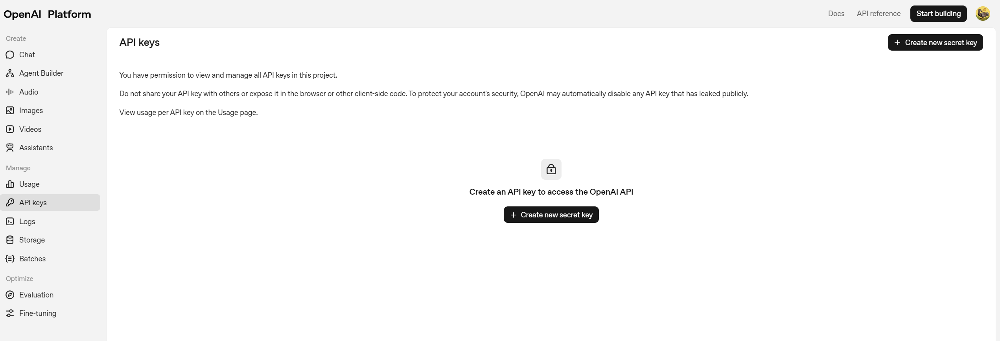 OpenAI Platform
Docs
API reference
Start building
Create
Chat
Agent Builder
Audio
Images
Videos
Assistants
Manage
Usage
API keys
Logs
Storage
Batches
Optimize
Evaluation
Fine-tuning
API keys
Create new secret key
You have permission to view and manage all API keys in this project.
Do not share your API key with others or expose it in the browser or other client-side code. To protect your account's security, OpenAI may automatically disable any API key that has leaked publicly.
View usage per API key on the Usage page.
Create an API key to access the OpenAI API
Create new secret key